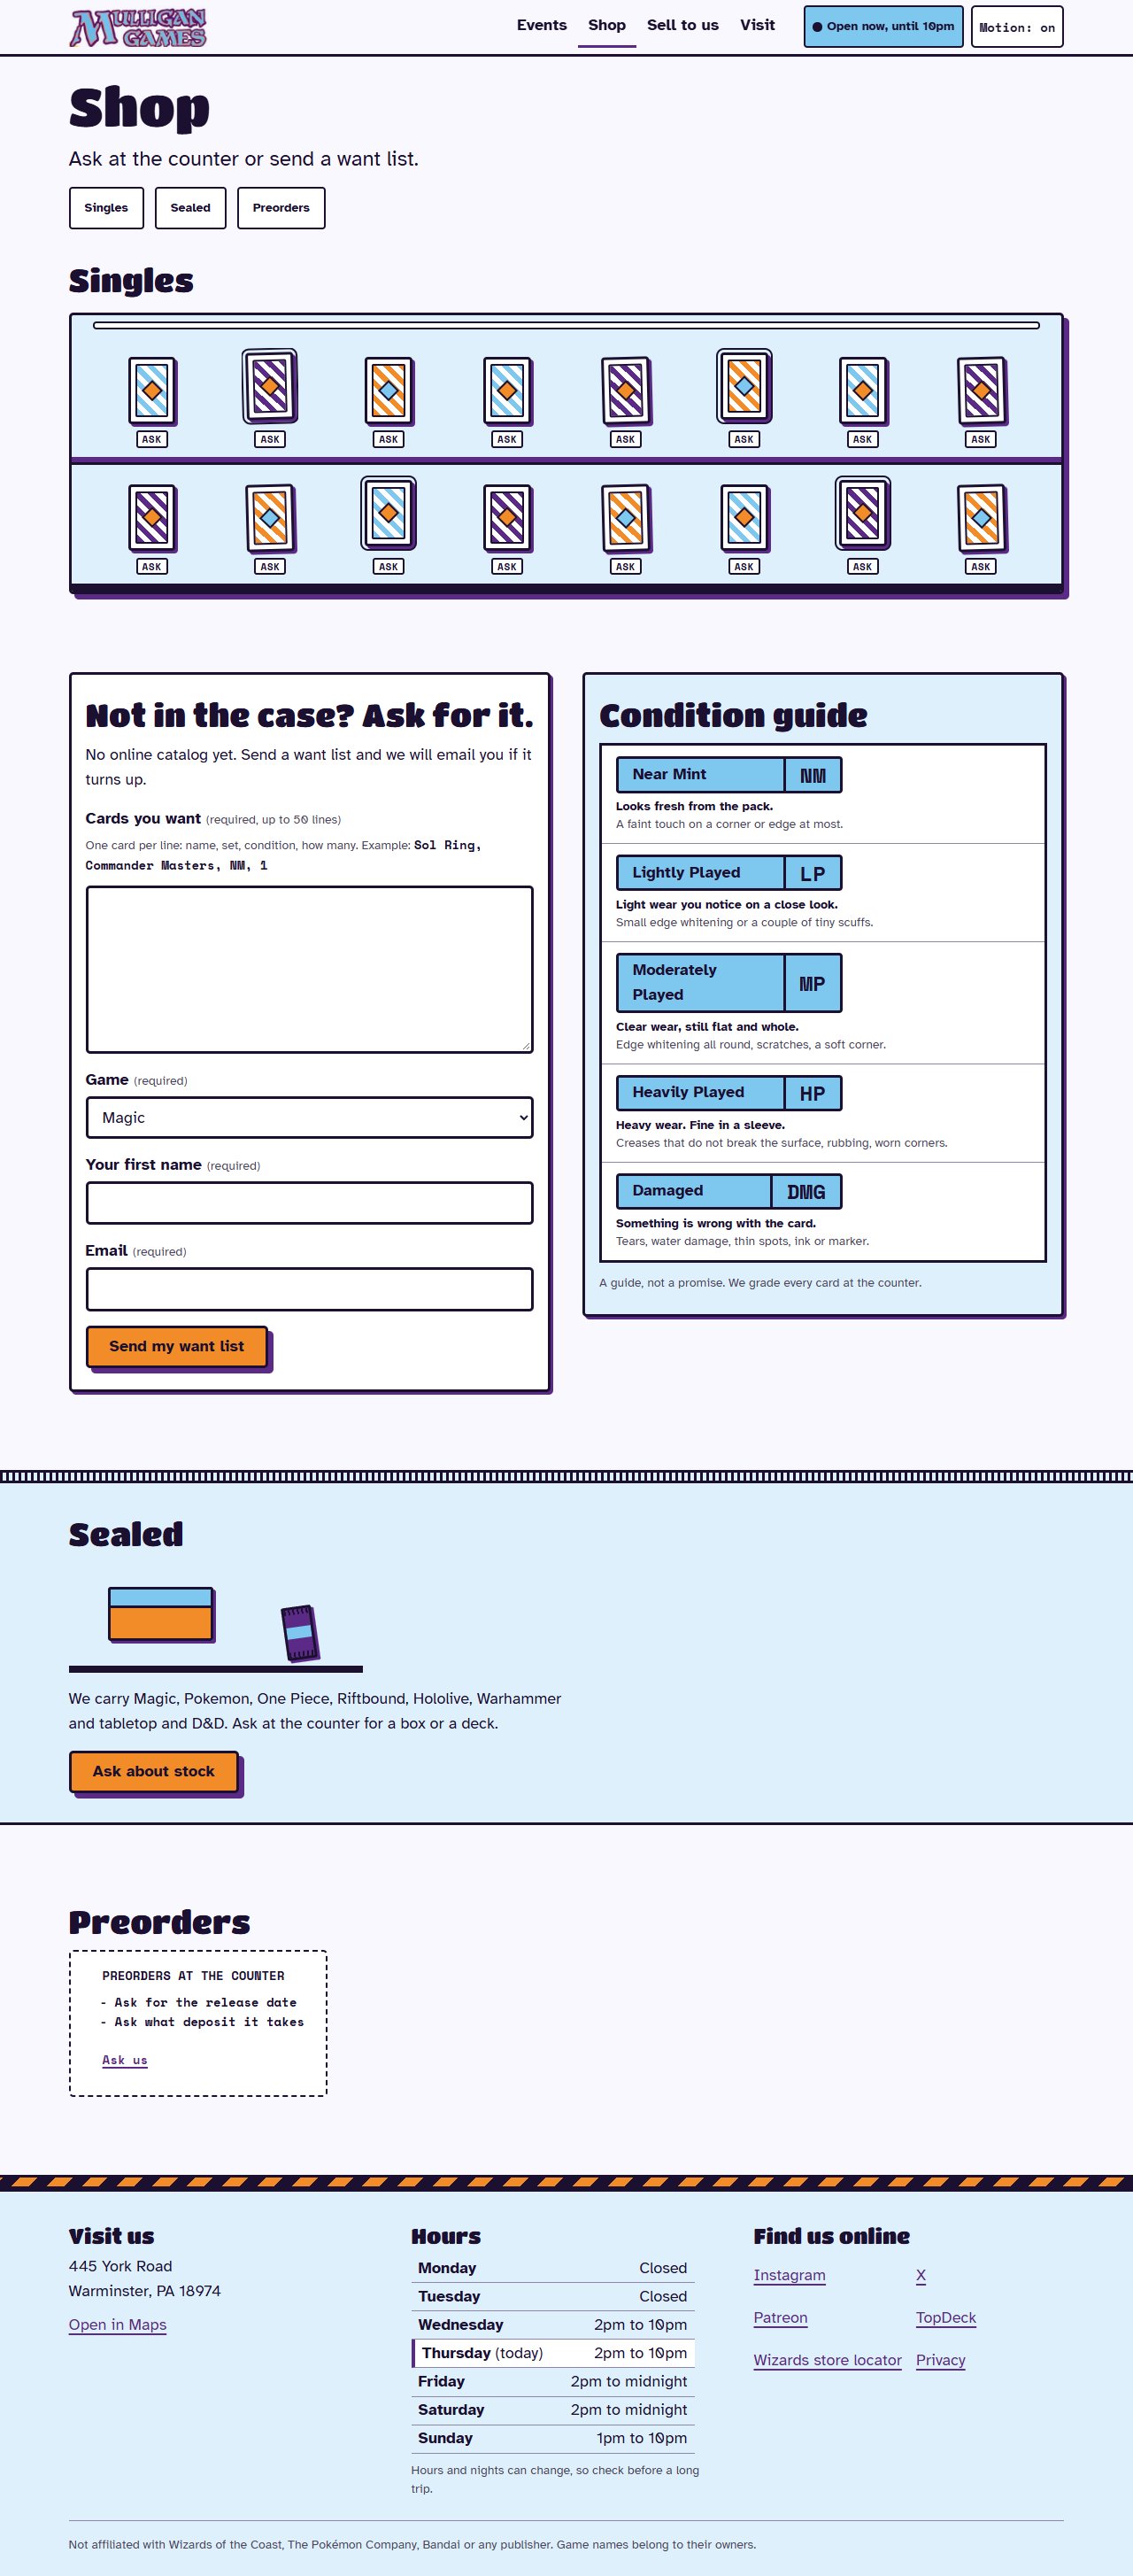 MULLIGAN
GAMES
Events Shop Sell to us Visit
Open now, until 10pm
Motion: on
Shop
Ask at the counter or send a want list.
Singles Sealed Preorders
Singles
ASK ASK ASK ASK ASK ASK ASK ASK
ASK ASK ASK ASK ASK ASK ASK ASK
Not in the case? Ask for it.
No online catalog yet. Send a want list and we will email you if it
turns up.
Cards you want (required, up to 50 lines)
One card per line: name, set, condition, how many. Example: Sol Ring,
Commander Masters, NM, 1
Game (required)
Magic
Your first name (required)
Email (required)
Send my want list
Condition guide
Near Mint NM
Looks fresh from the pack.
A faint touch on a corner or edge at most.
Lightly Played LP
Light wear you notice on a close look.
Small edge whitening or a couple of tiny scuffs.
Moderately
Played
MP
Clear wear, still flat and whole.
Edge whitening all round, scratches, a soft corner.
Heavily Played HP
Heavy wear. Fine in a sleeve.
Creases that do not break the surface, rubbing, worn corners.
Damaged DMG
Something is wrong with the card.
Tears, water damage, thin spots, ink or marker.
A guide, not a promise. We grade every card at the counter.
Sealed
We carry Magic, Pokemon, One Piece, Riftbound, Hololive, Warhammer
and tabletop and D&D. Ask at the counter for a box or a deck.
Ask about stock
Preorders
PREORDERS AT THE COUNTER
- Ask for the release date
- Ask what deposit it takes
Ask us
Visit us
445 York Road
Warminster, PA 18974
Open in Maps
Hours
Monday Closed
Tuesday Closed
Wednesday 2pm to 10pm
Thursday (today) 2pm to 10pm
Friday 2pm to midnight
Saturday 2pm to midnight
Sunday 1pm to 10pm
Hours and nights can change, so check before a long
trip.
Find us online
Instagram X
Patreon TopDeck
Wizards store locator Privacy
Not affiliated with Wizards of the Coast, The Pokémon Company, Bandai or any publisher. Game names belong to their owners.